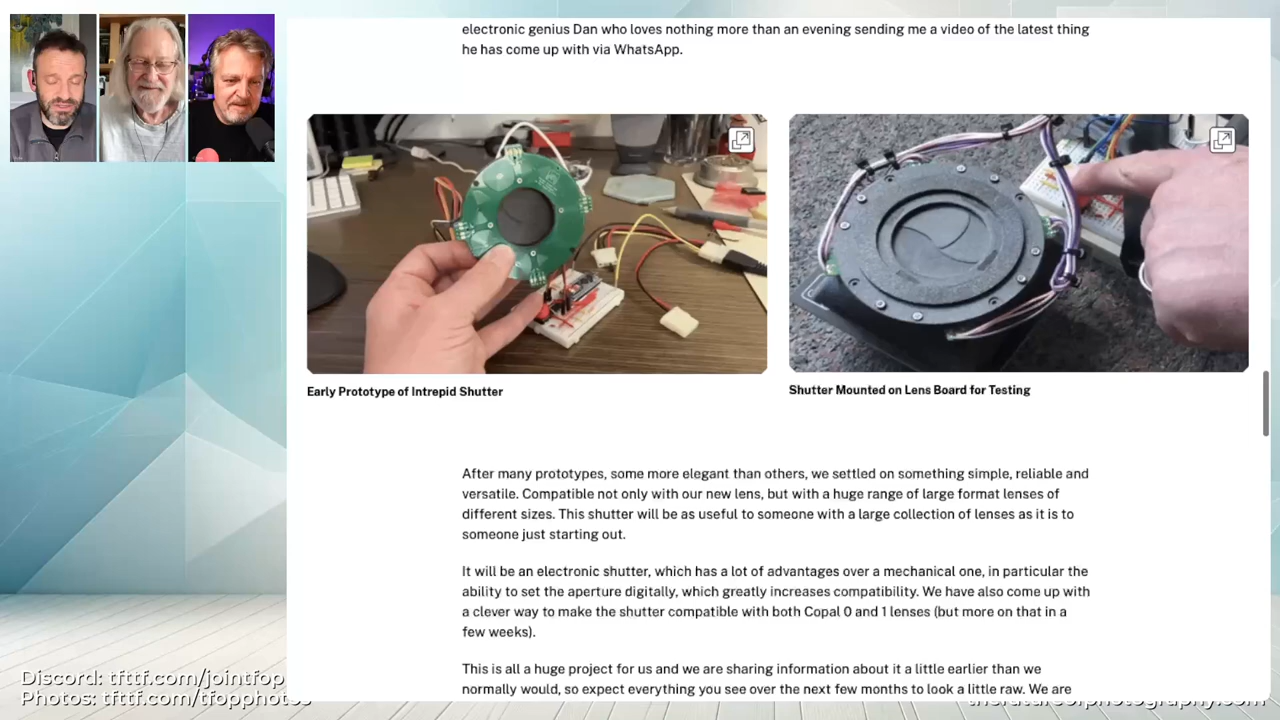 electronic genius Dan who loves nothing more than an evening sending me a video of the latest thing
he has come up with via WhatsApp.
Early Prototype of Intrepid Shutter
Shutter Mounted on Lens Board for Testing
After many prototypes, some more elegant than others, we settled on something simple, reliable and
versatile. Compatible not only with our new lens, but with a huge range of large format lenses of
different sizes. This shutter will be as useful to someone with a large collection of lenses as it is to
someone just starting out.
It will be an electronic shutter, which has a lot of advantages over a mechanical one, in particular the
ability to set the aperture digitally, which greatly increases compatibility. We have also come up with
a clever way to make the shutter compatible with both Copal 0 and 1 lenses (but more on that in a
few weeks).
This is all a huge project for us and we are sharing information about it a little earlier than we
normally would, so expect everything you see over the next few months to look a little raw. We are
Discord: tfttf.com/jointfop
Photos: tfttf.com/tfopphotos